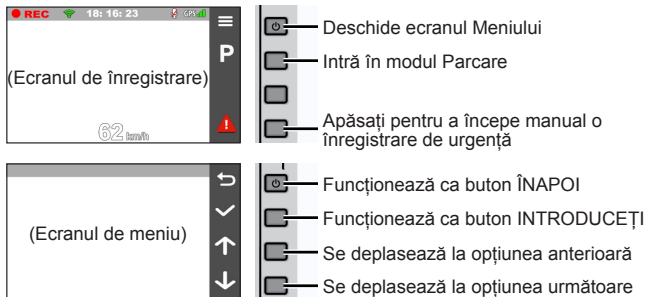 REC 18: 16: 23 GPS
P
(Ecranul de înregistrare)
62 km/h
Deschide ecranul Meniului
Intră în modul Parcare
Apăsați pentru a începe manual o
înregistrare de urgență
(Ecranul de meniu)
Funcționează ca buton ÎNAPOI
Funcționează ca buton INTRODUCEȚI
Se deplasează la opțiunea anterioară
Se deplasează la opțiunea următoare